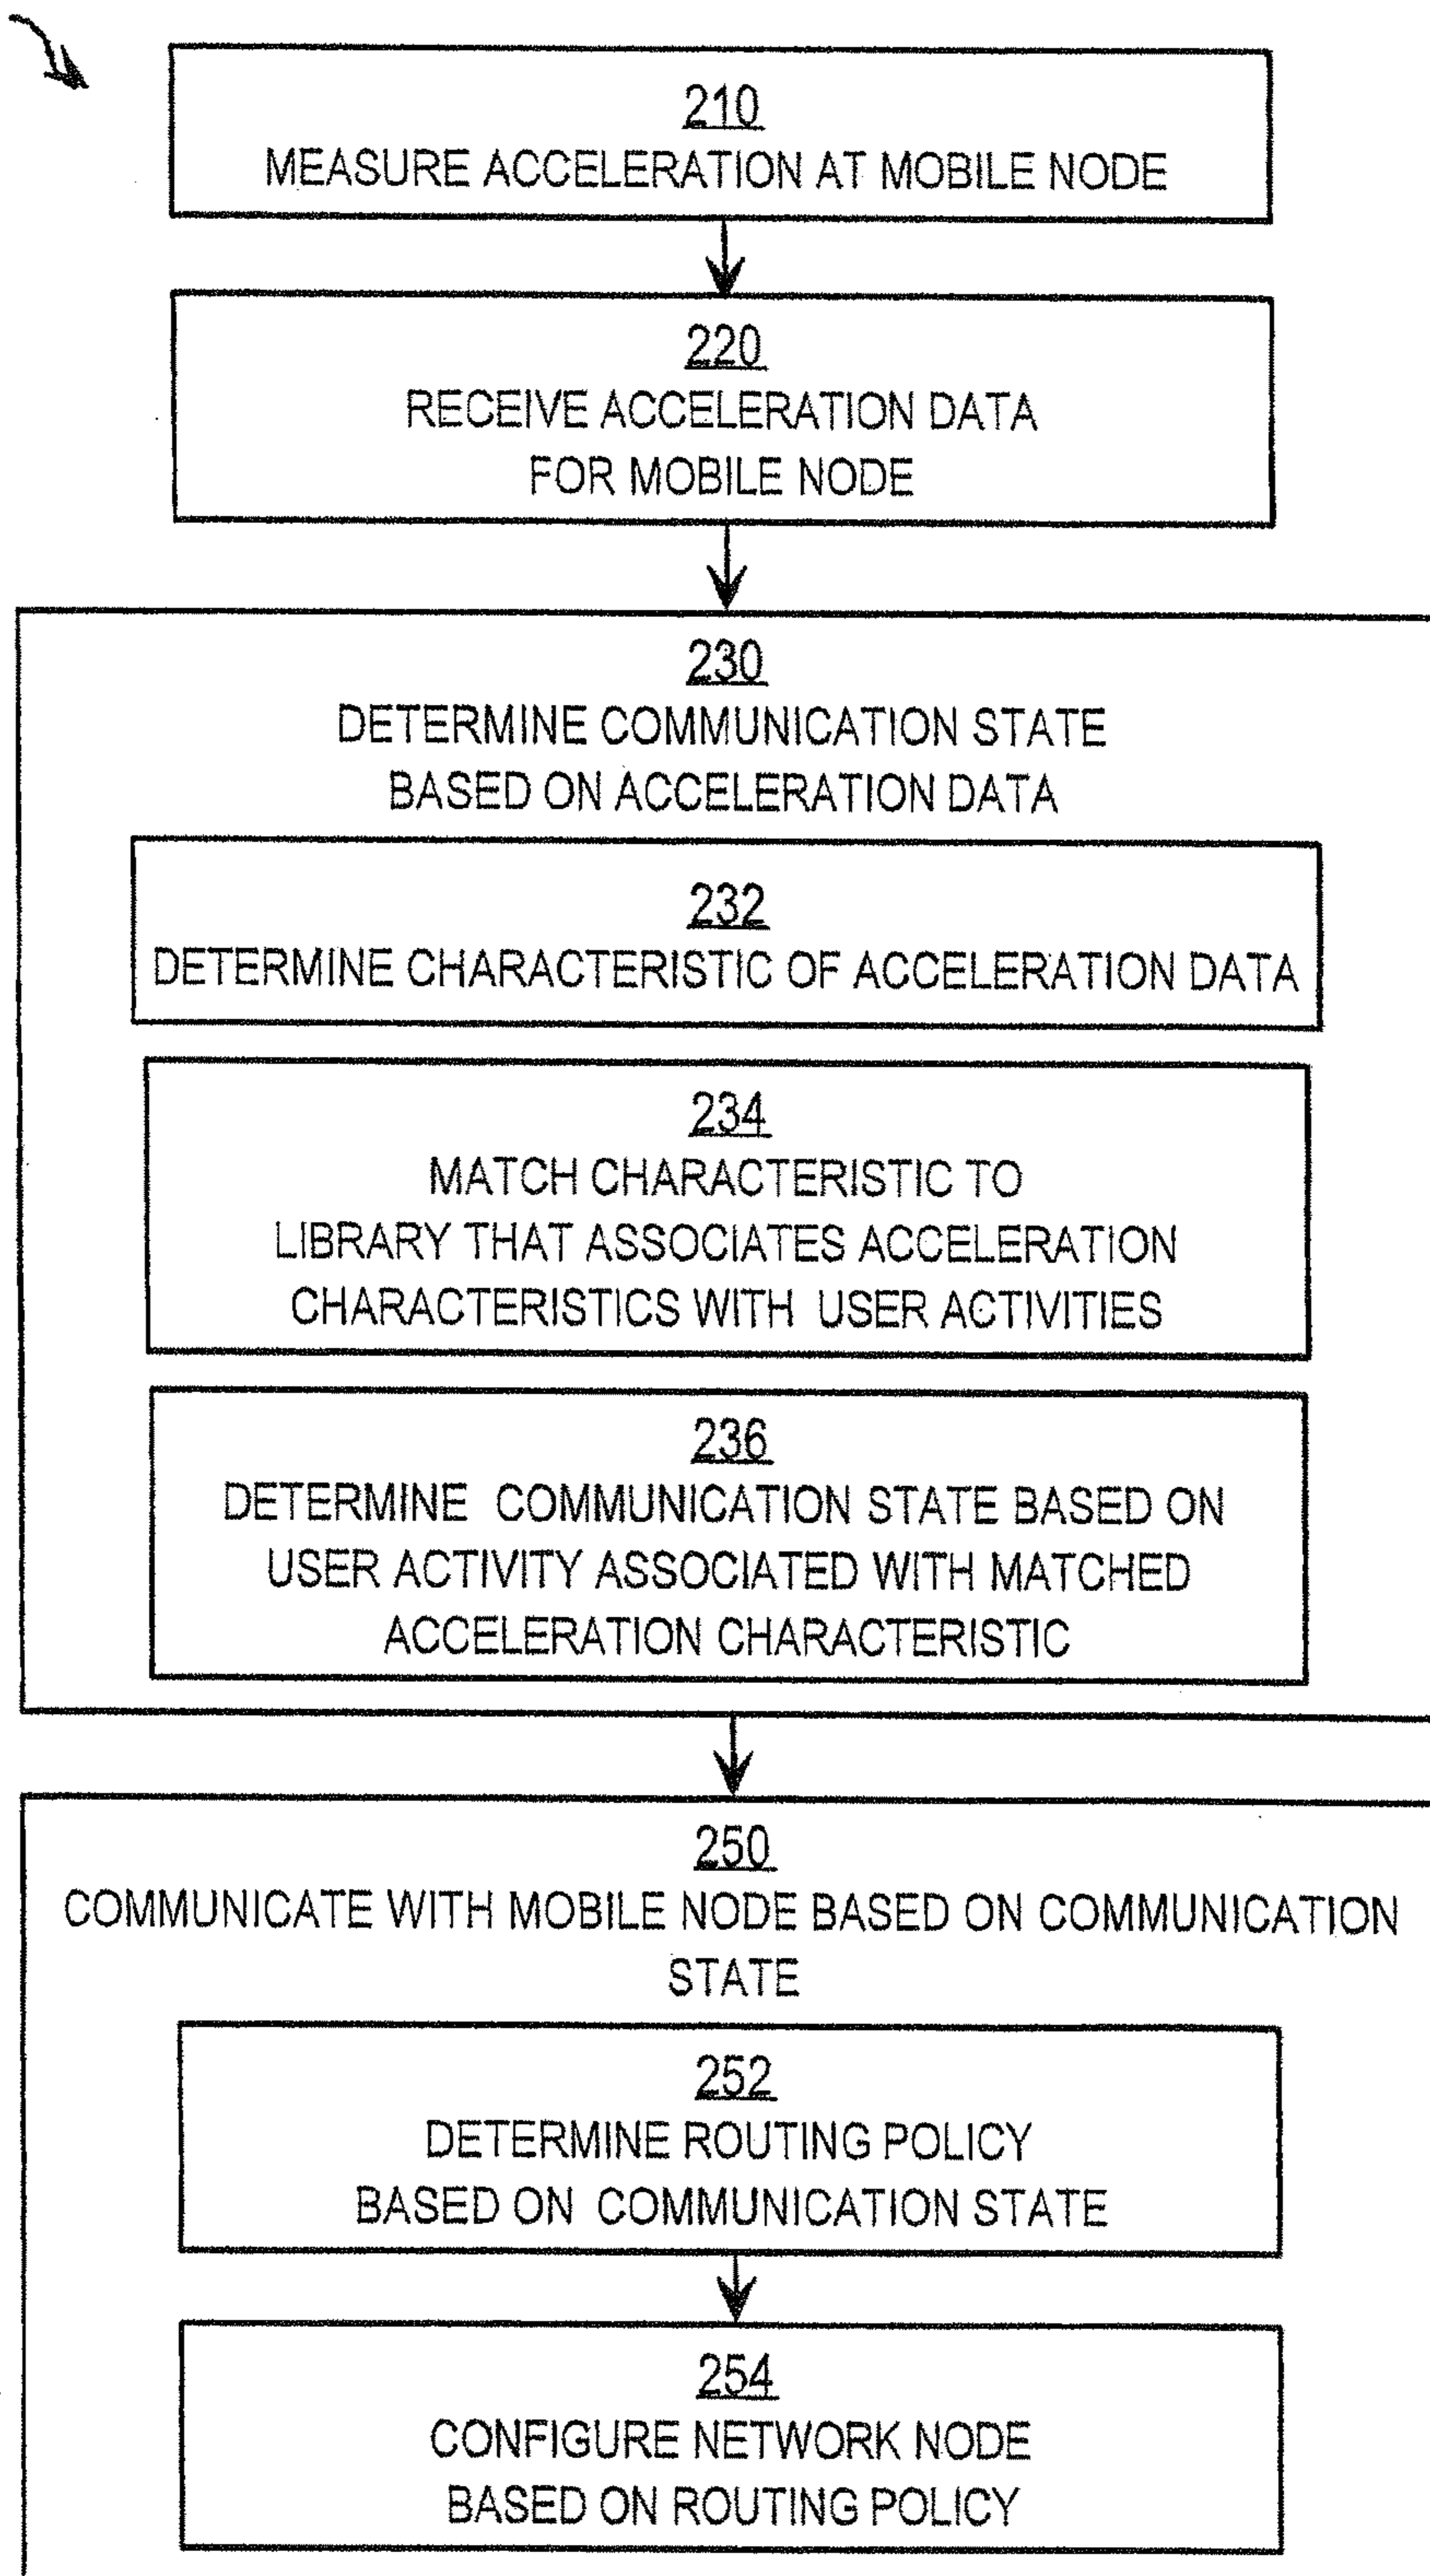 210
MEASURE ACCELERATION AT MOBILE NODE
220
RECEIVE ACCELERATION DATA
FOR MOBILE NODE
230
DETERMINE COMMUNICATION STATE
BASED ON ACCELERATION DATA
232
DETERMINE CHARACTERISTIC OF ACCELERATION DATA
234
MATCH CHARACTERISTIC TO
LIBRARY THAT ASSOCIATES ACCELERATION
CHARACTERISTICS WITH USER ACTIVITIES
236
DETERMINE COMMUNICATION STATE BASED ON
USER ACTIVITY ASSOCIATED WITH MATCHED
ACCELERATION CHARACTERISTIC
250
COMMUNICATE WITH MOBILE NODE BASED ON COMMUNICATION
STATE
252
DETERMINE ROUTING POLICY
BASED ON COMMUNICATION STATE
254
CONFIGURE NETWORK NODE
BASED ON ROUTING POLICY